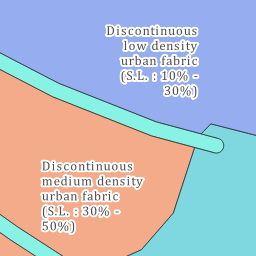 Discontinuous
low density
urban fabric
(S.L. : 10% -
30%)
Discontinuous
medium density
urban fabric
(S.L. : 30% -
50%)